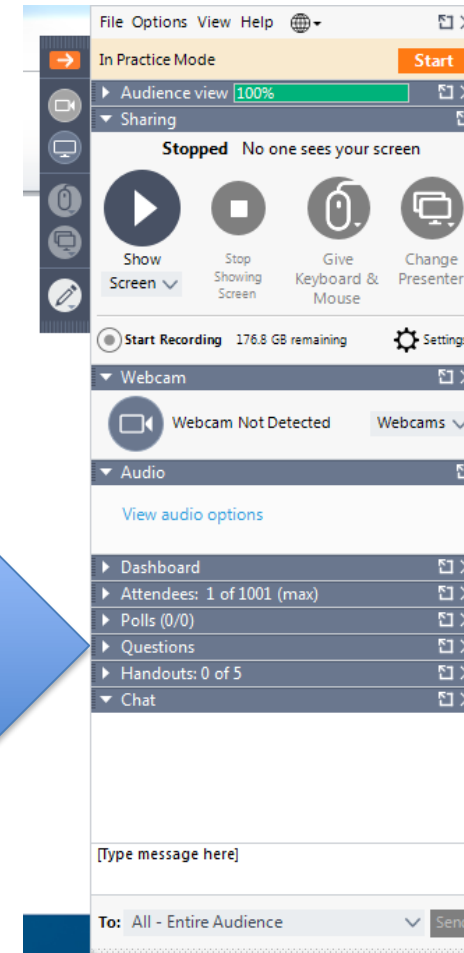 File Options View Help
In Practice Mode Start
Audience view 100%
Sharing
Stopped No one sees your screen
Show Stop Give Change
Screen Showing Keyboard & Presenter
Screen Mouse
Start Recording 176.8 GB remaining Settings
Webcam
Webcam Not Detected Webcams
Audio
View audio options
Dashboard
Attendees: 1 of 1001 (max)
Polls (0/0)
Questions
Handouts: 0 of 5
Chat
[Type message here]
To: All - Entire Audience Send